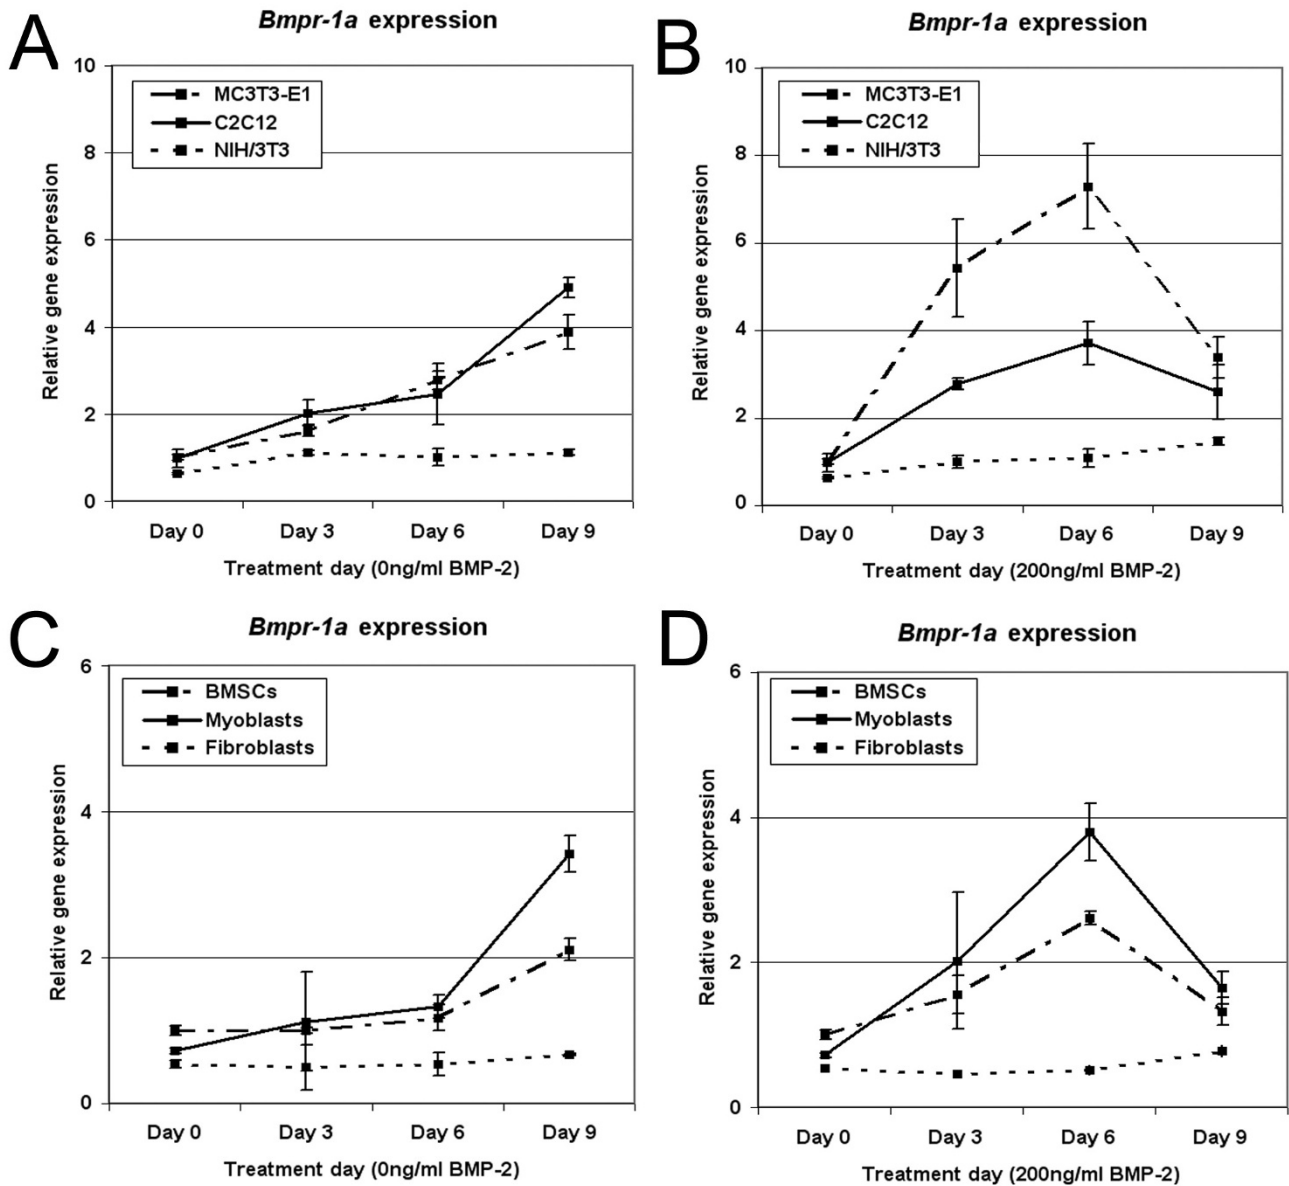 A
Bmpr-1a expression
10
8
6
4
2
0
Relative gene expression
MC3T3-E1
C2C12
NIH/3T3
Day 0 Day 3 Day 6 Day 9
Treatment day (0ng/ml BMP-2)
B
Bmpr-1a expression
10
8
6
4
2
0
Relative gene expression
MC3T3-E1
C2C12
NIH/3T3
Day 0 Day 3 Day 6 Day 9
Treatment day (200ng/ml BMP-2)
C
Bmpr-1a expression
6
4
2
0
Relative gene expression
BMSCs
Myoblasts
Fibroblasts
Day 0 Day 3 Day 6 Day 9
Treatment day (0ng/ml BMP-2)
D
Bmpr-1a expression
6
4
2
0
Relative gene expression
BMSCs
Myoblasts
Fibroblasts
Day 0 Day 3 Day 6 Day 9
Treatment day (200ng/ml BMP-2)